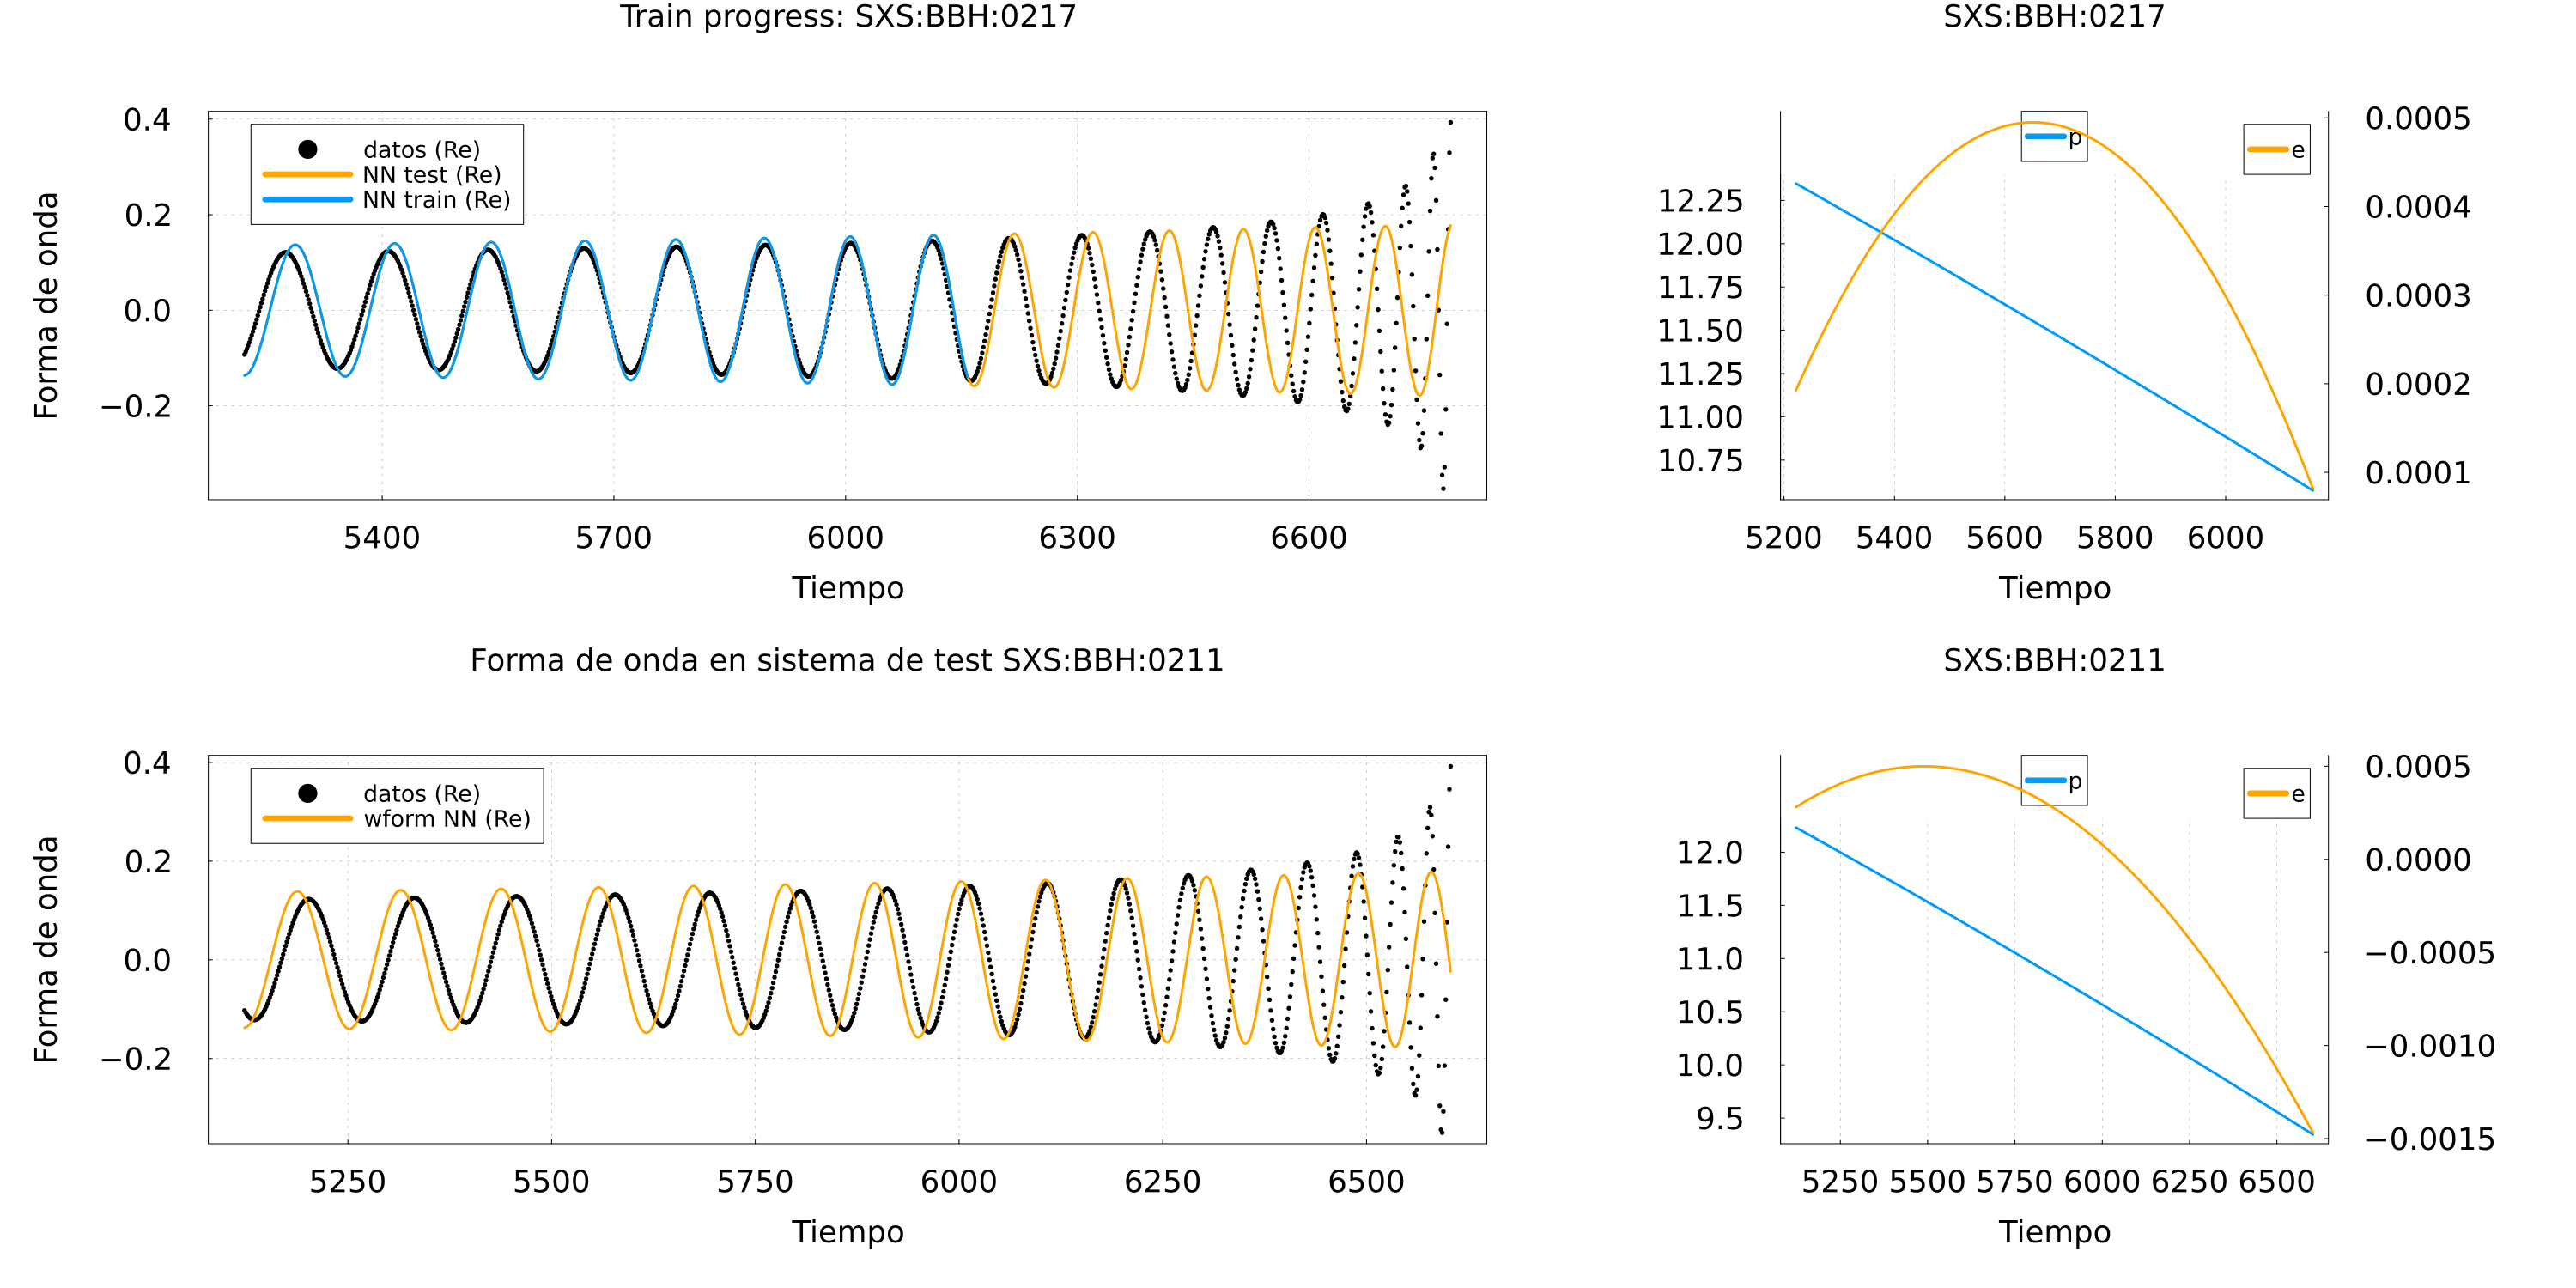 Train progress: SXS:BBH:0217
Forma de onda
0.4
0.2
0.0
−0.2
datos (Re)
NN test (Re)
NN train (Re)
5400 5700 6000 6300 6600
Tiempo
SXS:BBH:0217
12.25
12.00
11.75
11.50
11.25
11.00
10.75
p
e
0.0005
0.0004
0.0003
0.0002
0.0001
5200 5400 5600 5800 6000
Tiempo
Forma de onda en sistema de test SXS:BBH:0211
Forma de onda
0.4
0.2
0.0
−0.2
datos (Re)
wform NN (Re)
5250 5500 5750 6000 6250 6500
Tiempo
SXS:BBH:0211
12.0
11.5
11.0
10.5
10.0
9.5
p
e
0.0005
0.0000
−0.0005
−0.0010
−0.0015
5250 5500 5750 6000 6250 6500
Tiempo